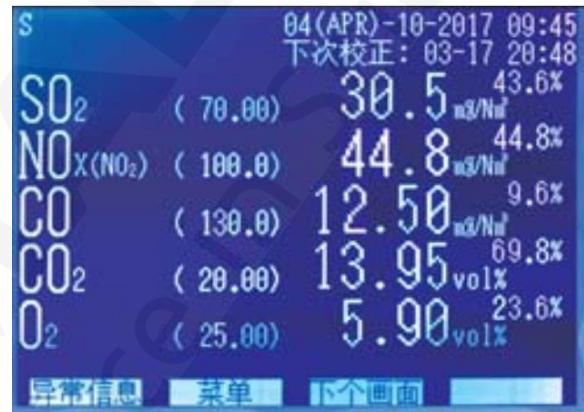 S 04(APR)-10-2017 09:45
下次校正: 03-17 20:48
SO₂ ( 70.00) 30.5 mg/Nm³ 43.6%
NOX(NO₂) ( 100.0) 44.8 mg/Nm³ 44.8%
CO ( 130.0) 12.50 mg/Nm³ 9.6%
CO₂ ( 20.00) 13.95 vol% 69.8%
O₂ ( 25.00) 5.90 vol% 23.6%
异常信息 菜单 下个画面